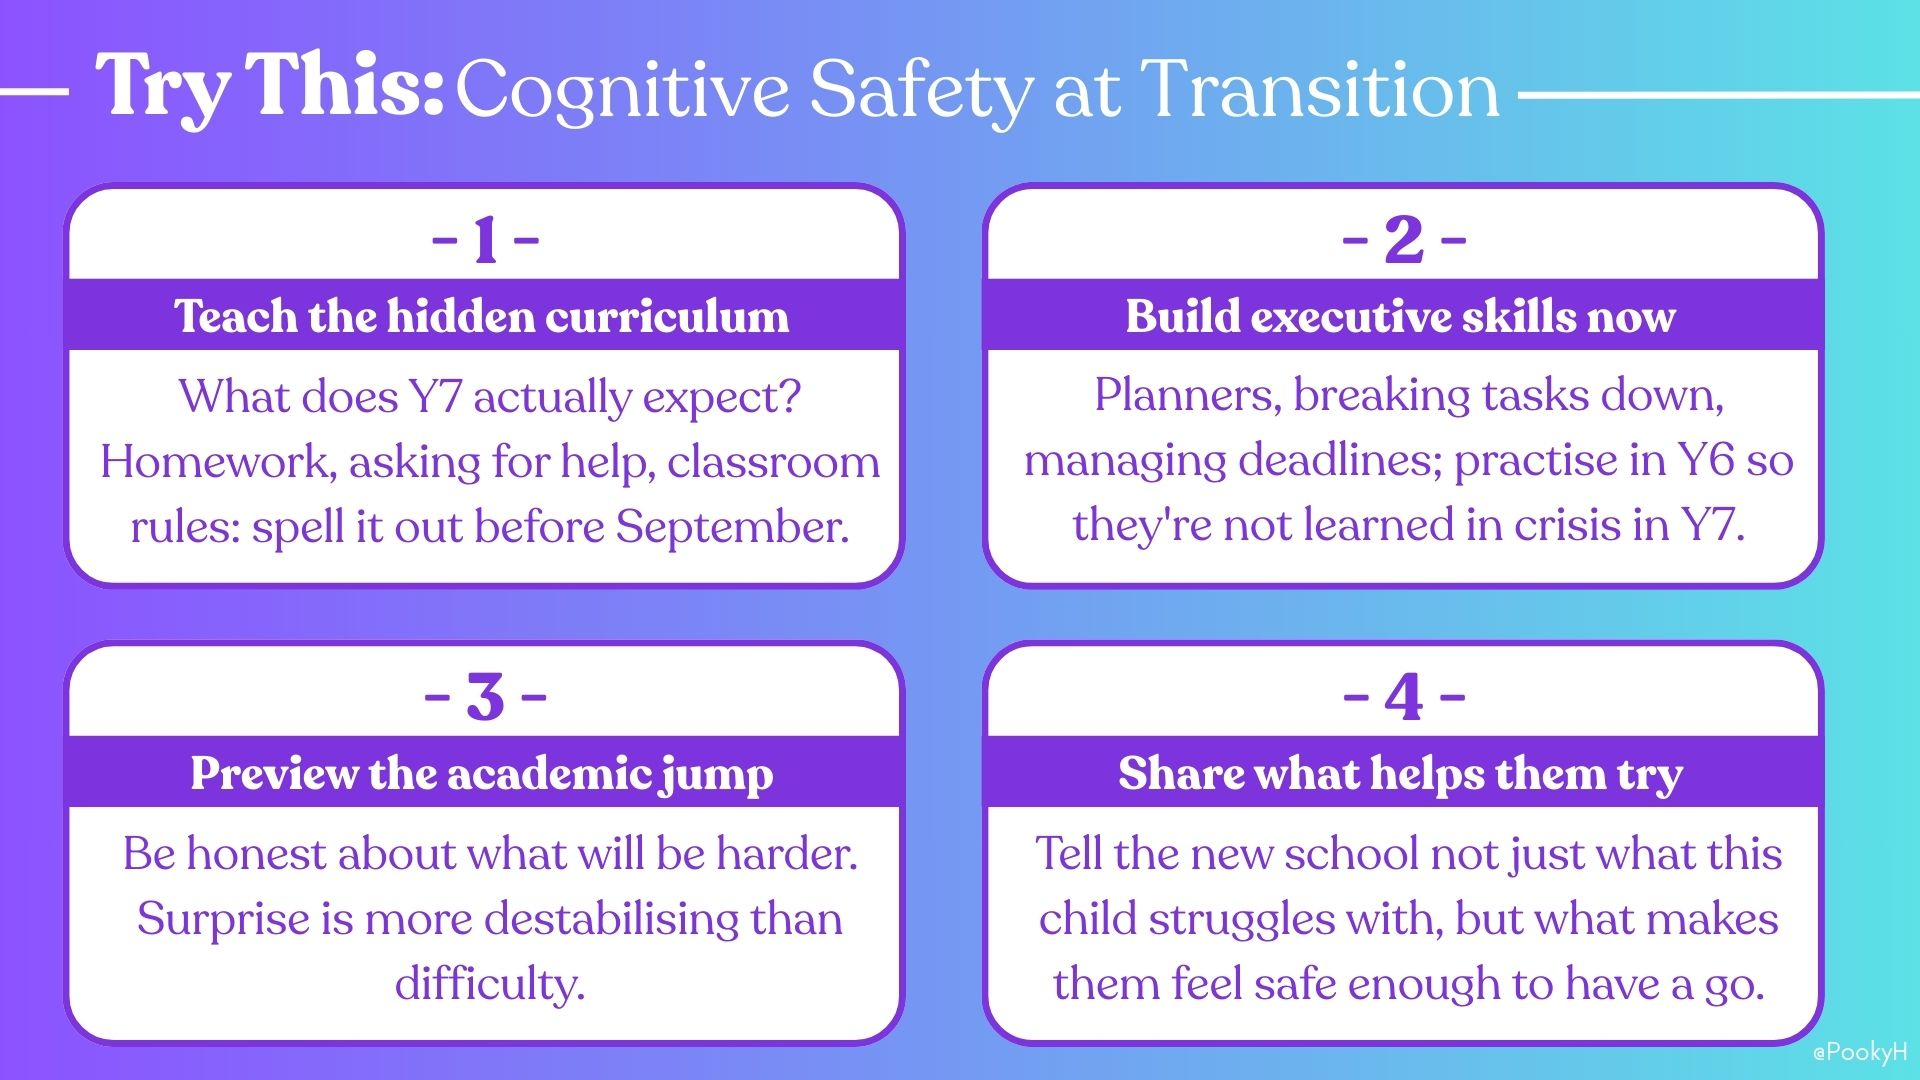 Try This: Cognitive Safety at Transition
- 1 -
Teach the hidden curriculum
What does Y7 actually expect?
Homework, asking for help, classroom
rules: spell it out before September.
- 2 -
Build executive skills now
Planners, breaking tasks down,
managing deadlines; practise in Y6 so
they're not learned in crisis in Y7.
- 3 -
Preview the academic jump
Be honest about what will be harder.
Surprise is more destabilising than
difficulty.
- 4 -
Share what helps them try
Tell the new school not just what this
child struggles with, but what makes
them feel safe enough to have a go.
@PookyH